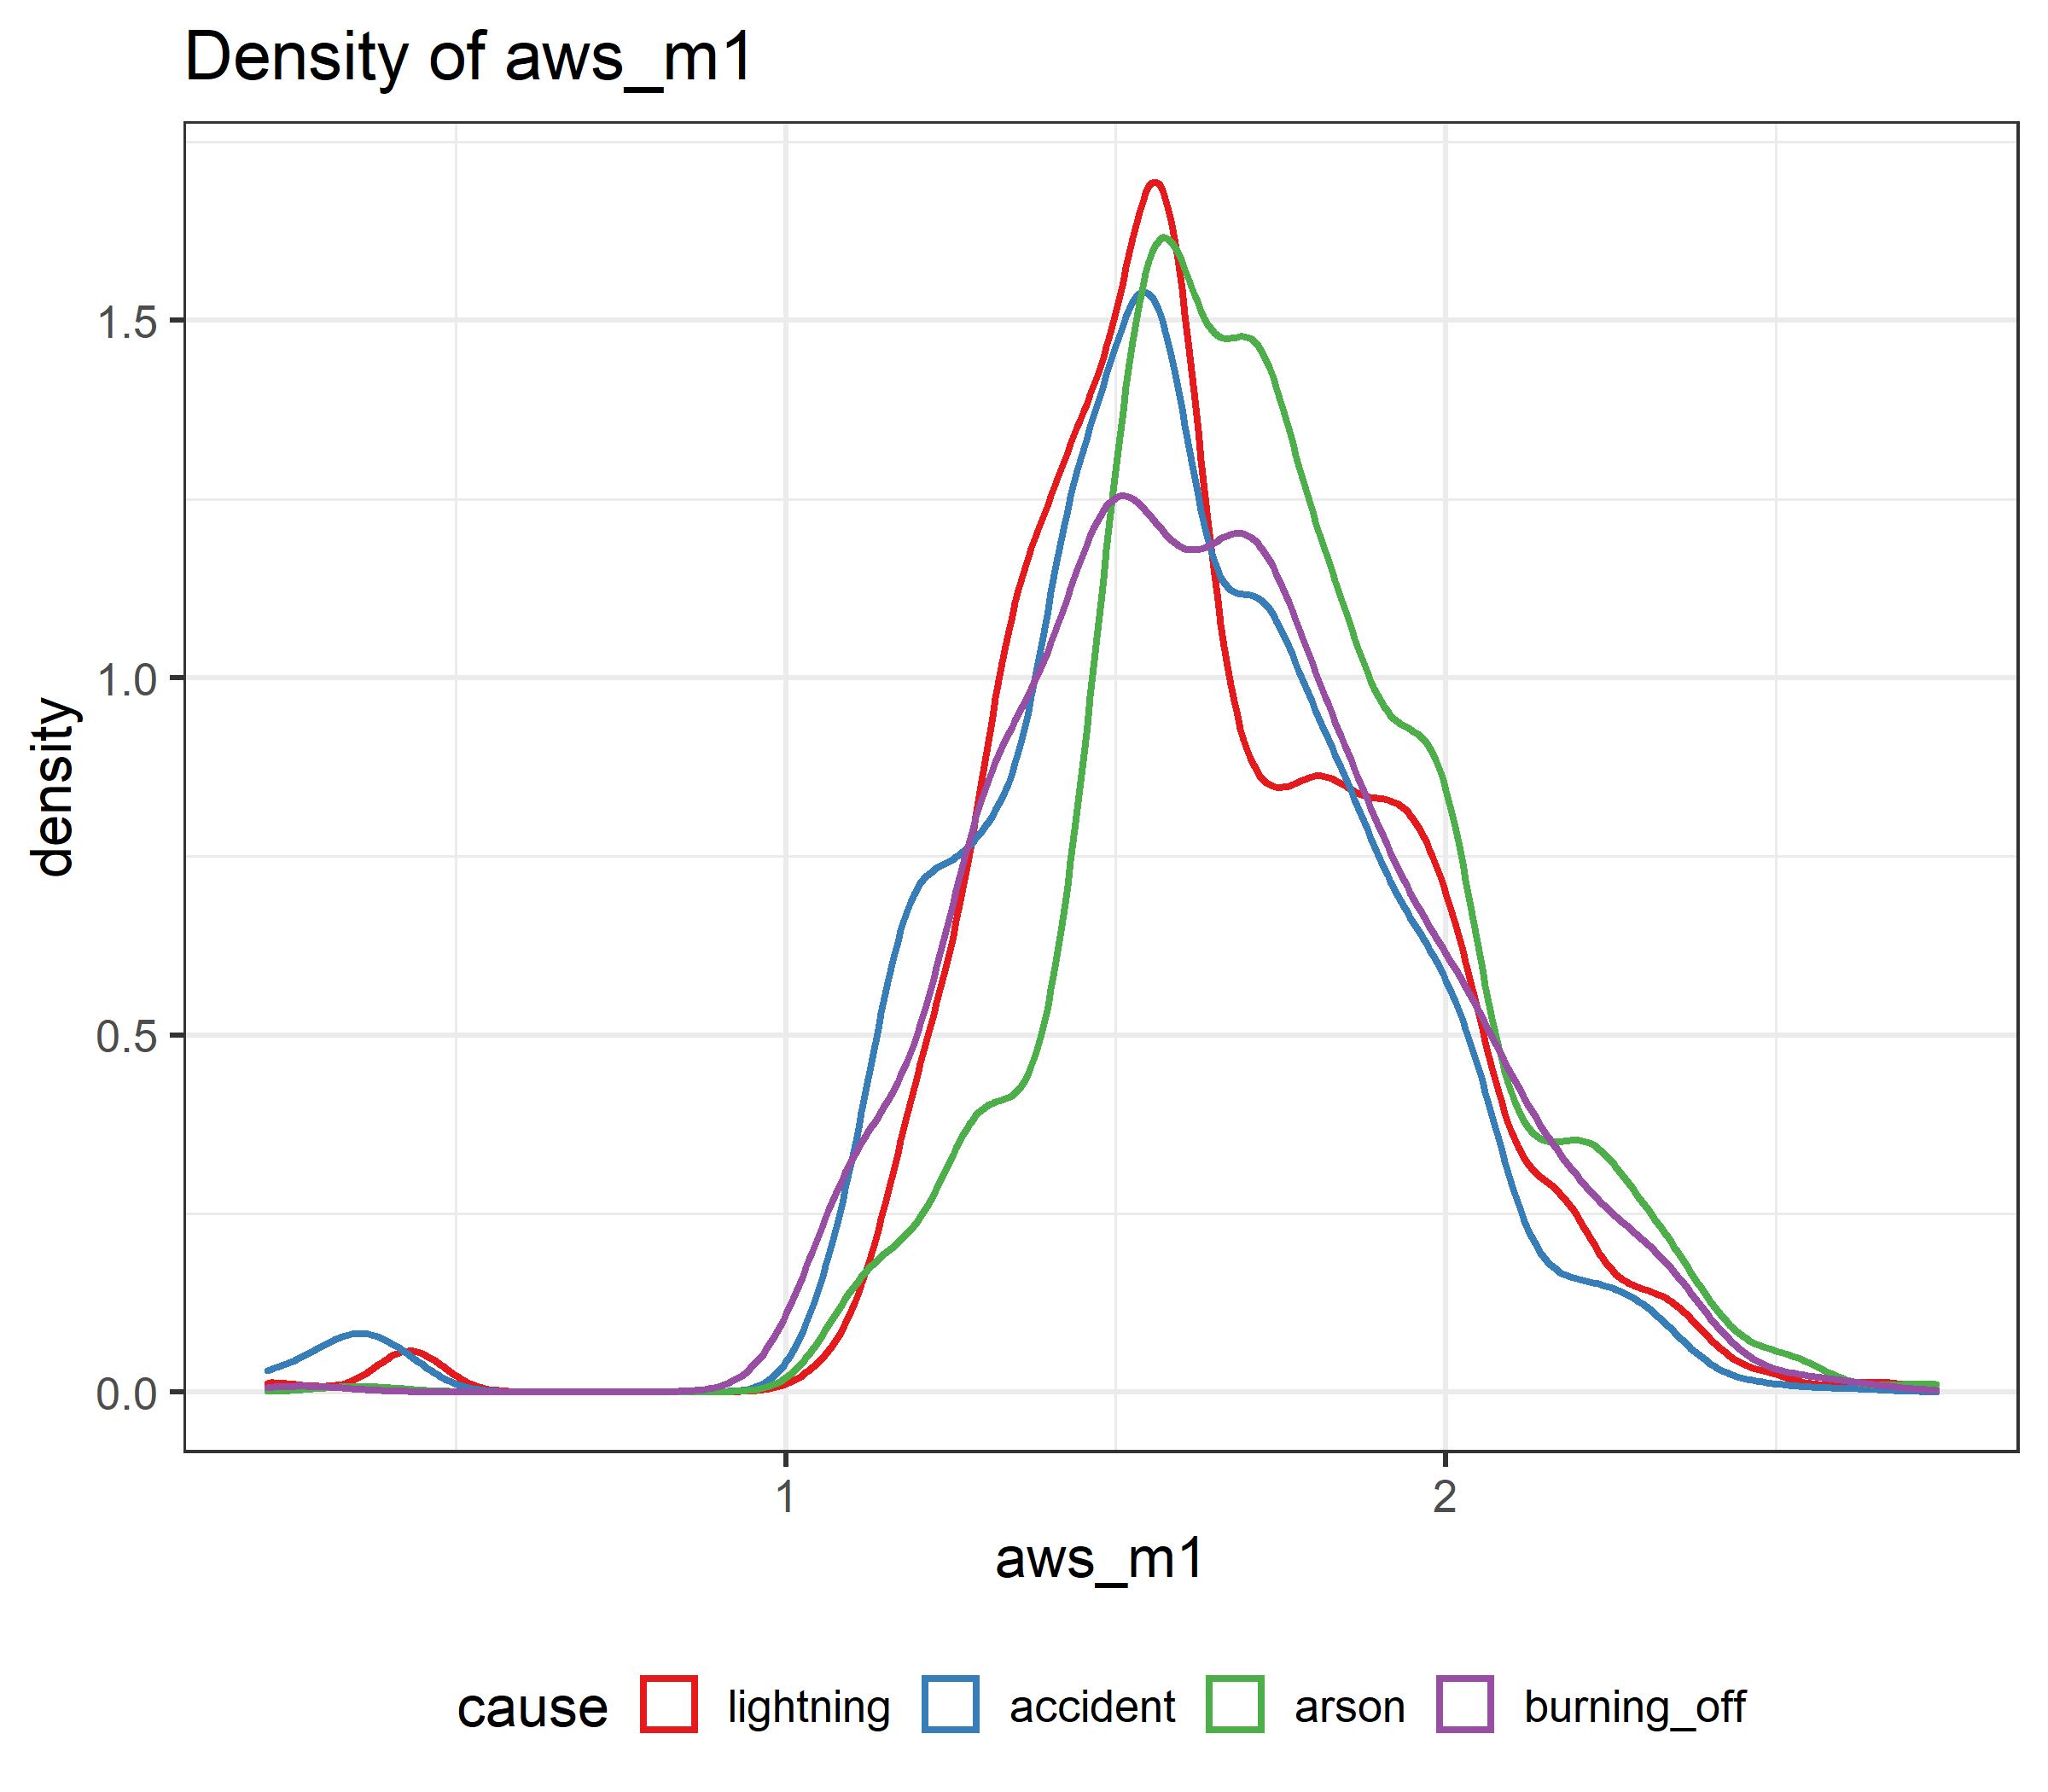 Density of aws_m1
density
1.5
1.0
0.5
0.0
1 2
aws_m1
cause lightning accident arson burning_off